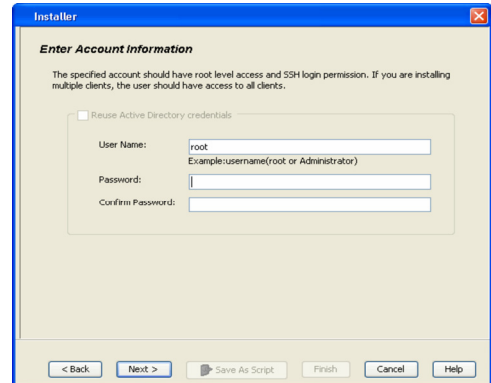 Installer
Enter Account Information
The specified account should have root level access and SSH login permission. If you are installing
multiple clients, the user should have access to all clients.
Reuse Active Directory credentials
User Name:
root
Example:username(root or Administrator)
Password:
Confirm Password:
< Back
Next >
Save As Script
Finish
Cancel
Help